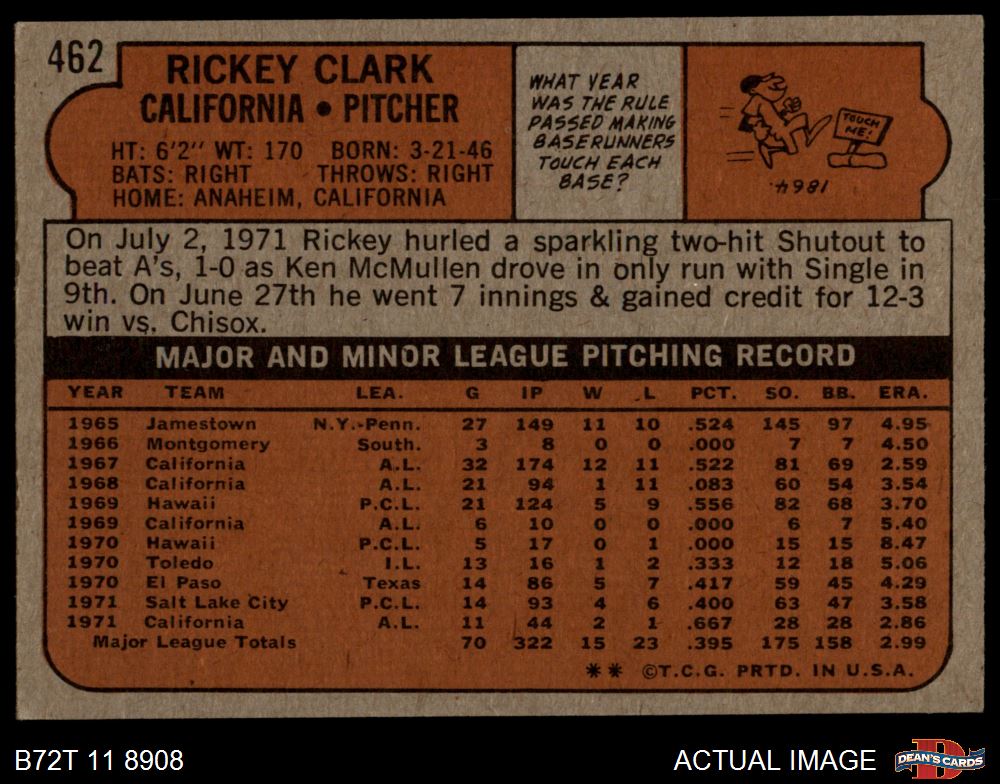 462
RICKEY CLARK
CALIFORNIA • PITCHER
HT: 6'2" WT: 170 BORN: 3-21-46
BATS: RIGHT THROWS: RIGHT
HOME: ANAHEIM, CALIFORNIA
WHAT YEAR
WAS THE RULE
PASSED MAKING
BASERUNNERS
TOUCH EACH
BASE?
TOUCH
ME!
1864
On July 2, 1971 Rickey hurled a sparkling two-hit Shutout to
beat A's, 1-0 as Ken McMullen drove in only run with Single in
9th. On June 27th he went 7 innings & gained credit for 12-3
win vs. Chisox.
MAJOR AND MINOR LEAGUE PITCHING RECORD
YEAR TEAM LEA. G IP W L PCT. SO. BB. ERA.
1965 Jamestown N.Y.-Penn. 27 149 11 10 .524 145 97 4.95
1966 Montgomery South. 3 8 0 0 .000 7 7 4.50
1967 California A.L. 32 174 12 11 .522 81 69 2.59
1968 California A.L. 21 94 1 11 .083 60 54 3.54
1969 Hawaii P.C.L. 21 124 5 9 .556 82 68 3.70
1969 California A.L. 6 10 0 0 .000 6 7 5.40
1970 Hawaii P.C.L. 5 17 0 1 .000 15 15 8.47
1970 Toledo I.L. 13 16 1 2 .333 12 18 5.06
1970 El Paso Texas 14 86 5 7 .417 59 45 4.29
1971 Salt Lake City P.C.L. 14 93 4 6 .400 63 47 3.58
1971 California A.L. 11 44 2 1 .667 28 28 2.86
Major League Totals 70 322 15 23 .395 175 158 2.99
** ©T.C.G. PRTD. IN U.S.A.
B72T 11 8908
ACTUAL IMAGE
D
DEAN'S CARDS